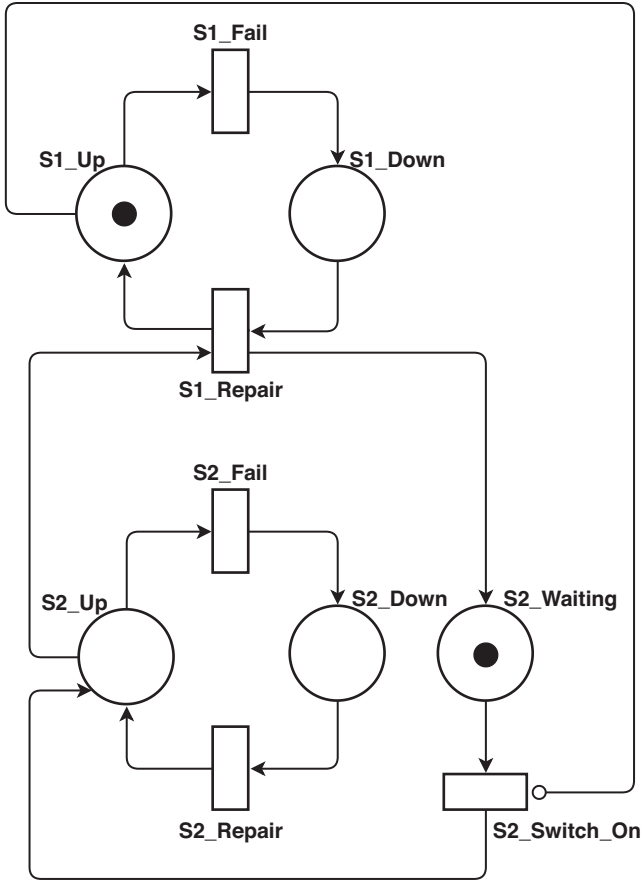 S1_Fail
S1_Up
S1_Down
S1_Repair
S2_Fail
S2_Up
S2_Down
S2_Waiting
S2_Repair
S2_Switch_On